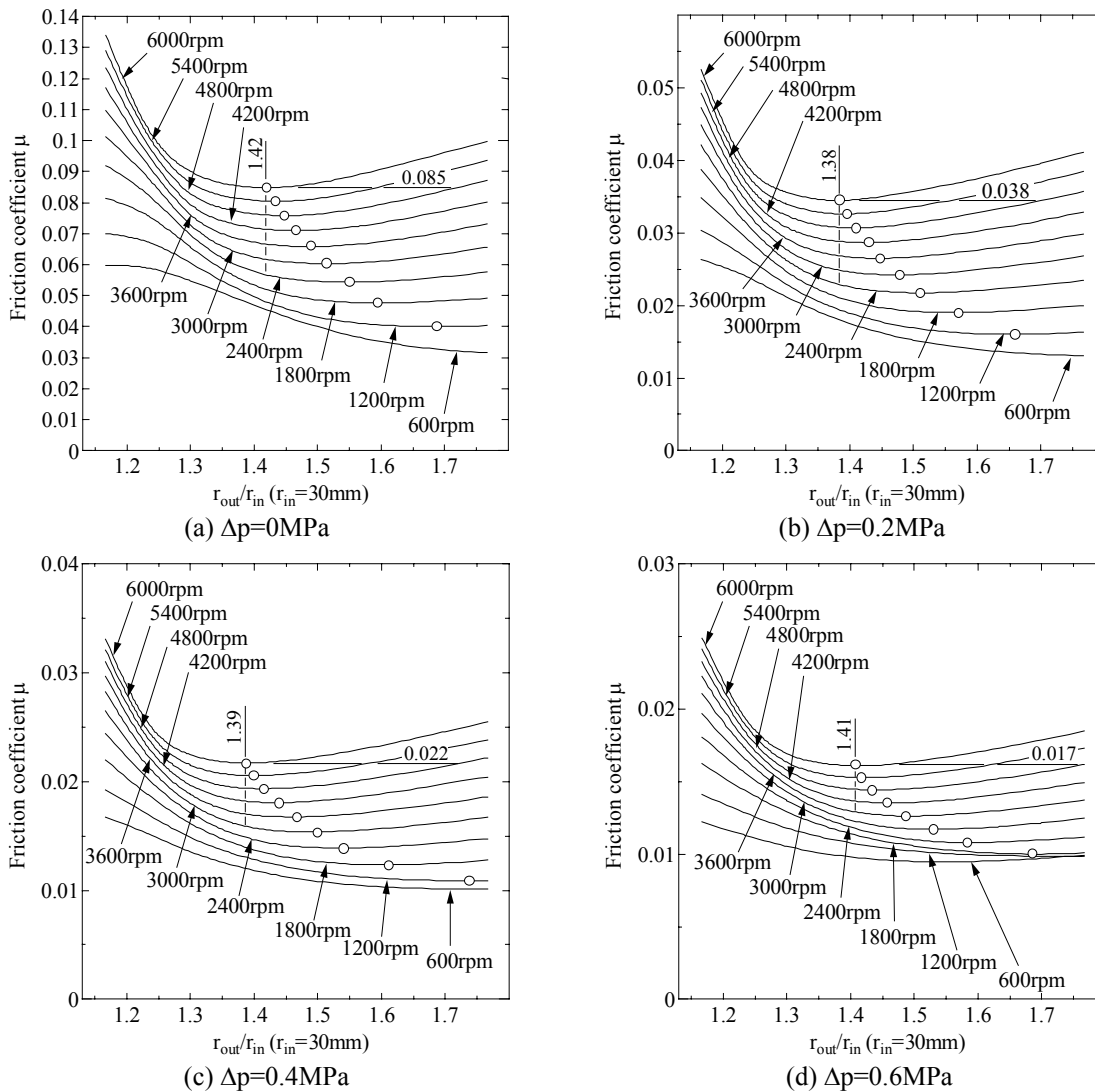 0.14
0.13
0.12
0.11
0.1
0.09
0.08
0.07
0.06
0.05
0.04
0.03
0.02
0.01
0
Friction coefficient μ
6000rpm
5400rpm
4800rpm
4200rpm
1.42
0.085
3600rpm
3000rpm
2400rpm
1800rpm
1200rpm
600rpm
1.2 1.3 1.4 1.5 1.6 1.7
r_out/r_in (r_in=30mm)
(a) Δp=0MPa
0.05
0.04
0.03
0.02
0.01
0
Friction coefficient μ
6000rpm
5400rpm
4800rpm
4200rpm
1.38
0.038
3600rpm
3000rpm
2400rpm
1800rpm
1200rpm
600rpm
1.2 1.3 1.4 1.5 1.6 1.7
r_out/r_in (r_in=30mm)
(b) Δp=0.2MPa
0.04
0.03
0.02
0.01
0
Friction coefficient μ
6000rpm
5400rpm
4800rpm
4200rpm
1.39
0.022
3600rpm
3000rpm
2400rpm
1800rpm
1200rpm
600rpm
1.2 1.3 1.4 1.5 1.6 1.7
r_out/r_in (r_in=30mm)
(c) Δp=0.4MPa
0.03
0.02
0.01
0
Friction coefficient μ
6000rpm
5400rpm
4800rpm
4200rpm
1.41
0.017
3600rpm
3000rpm
2400rpm
1800rpm
1200rpm
600rpm
1.2 1.3 1.4 1.5 1.6 1.7
r_out/r_in (r_in=30mm)
(d) Δp=0.6MPa